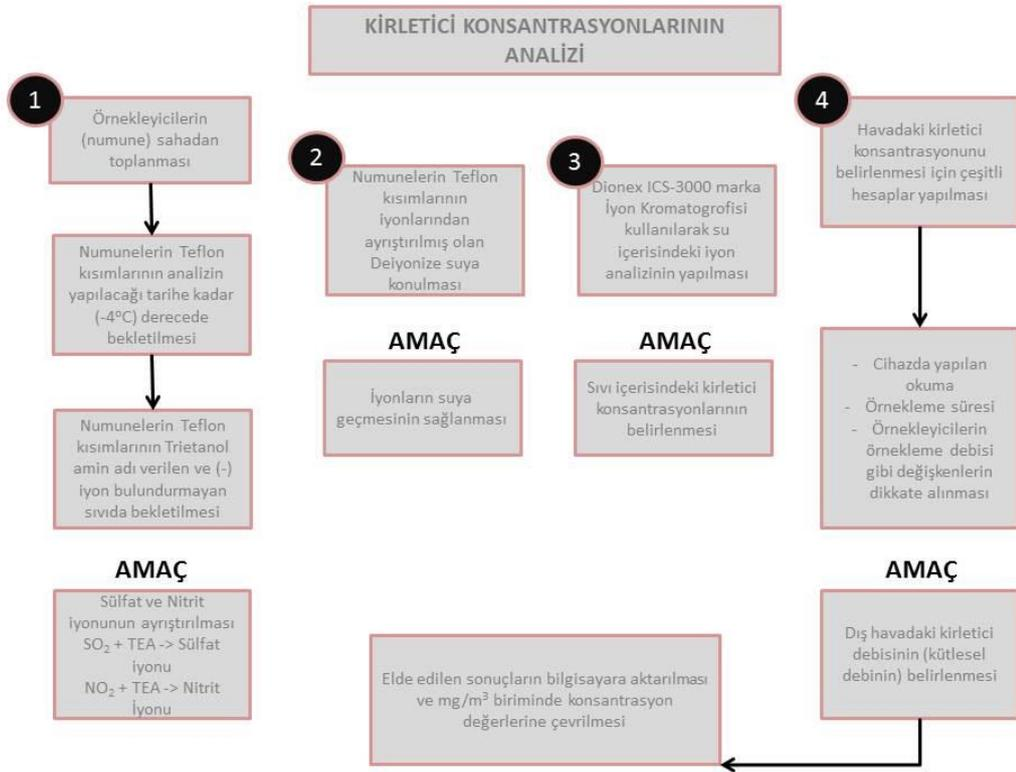 KİRLETİCİ KONSANTRASYONLARININ
ANALİZİ
1
Örnekleyicilerin
(numune) sahadan
toplanması
Numunelerin Teflon
kısımlarının analizin
yapılacağı tarihe kadar
(-4°C) derecede
bekletilmesi
Numunelerin Teflon
kısımlarının Trietanol
amin adı verilen ve (-)
iyon bulundurmayan
sıvıda bekletilmesi
AMAÇ
Sülfat ve Nitrit
iyonunun ayrıştırılması
SO₂ + TEA -> Sülfat
iyonu
NO₂ + TEA -> Nitrit
İyonu
2
Numunelerin Teflon
kısımlarının
iyonlarından
ayrıştırılmış olan
Deiyonize suya
konulması
AMAÇ
İyonların suya
geçmesinin sağlanması
3
Dionex ICS-3000 marka
İyon Kromatogrofisi
kullanılarak su
içerisindeki iyon
analizinin yapılması
AMAÇ
Sıvı içerisindeki kirletici
konsantrasyonlarının
belirlenmesi
4
Havadaki kirletici
konsantrasyonunu
belirlenmesi için çeşitli
hesaplar yapılması
- Cihazda yapılan
okuma
- Örnekleme süresi
- Örnekleyicilerin
örnekleme debisi
gibi değişkenlerin
dikkate alınması
AMAÇ
Dış havadaki kirletici
debisinin (kütlesel
debinin) belirlenmesi
Elde edilen sonuçların bilgisayara aktarılması
ve mg/m³ biriminde konsantrasyon
değerlerine çevrilmesi